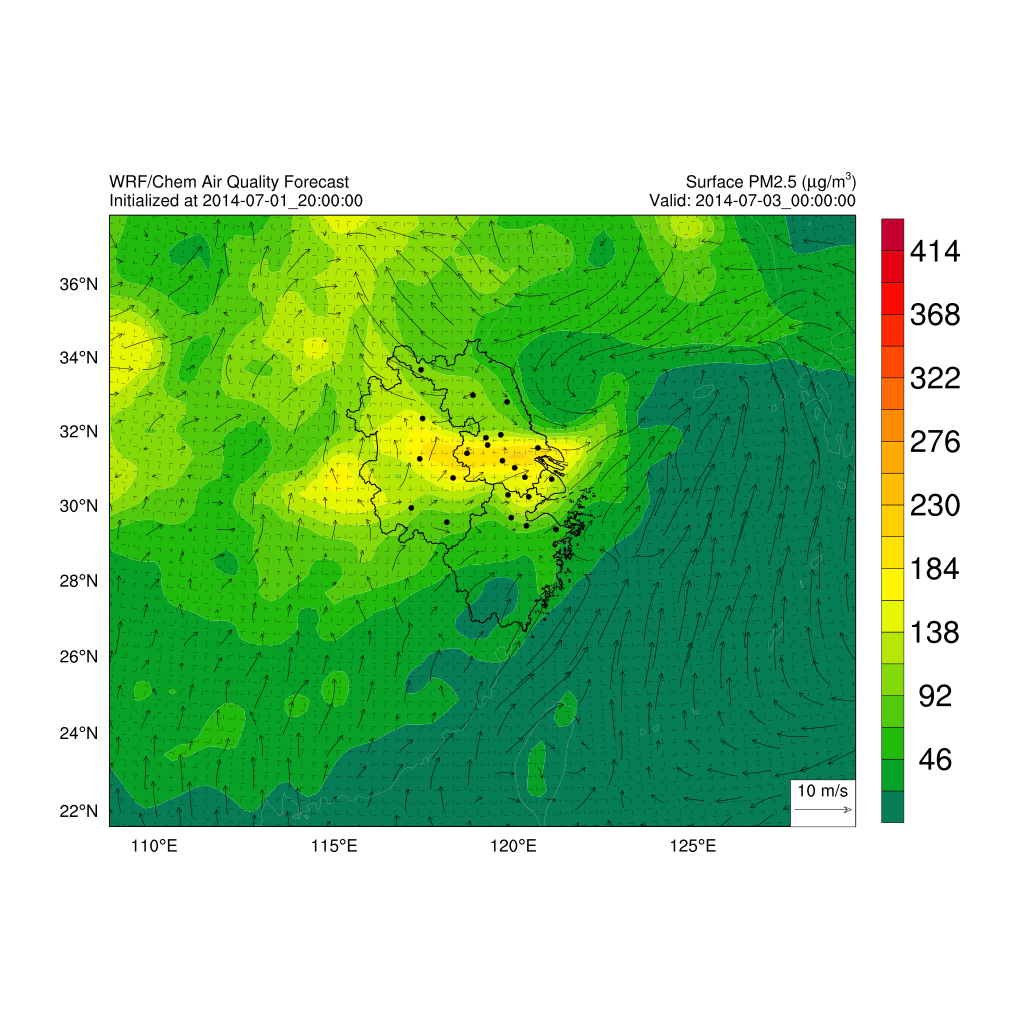 WRF/Chem Air Quality Forecast
Surface PM2.5 (μg/m³)
Initialized at 2014-07-01_20:00:00
Valid: 2014-07-03_00:00:00
36°N
34°N
32°N
30°N
28°N
26°N
24°N
22°N
110°E
115°E
120°E
125°E
10 m/s
414
368
322
276
230
184
138
92
46